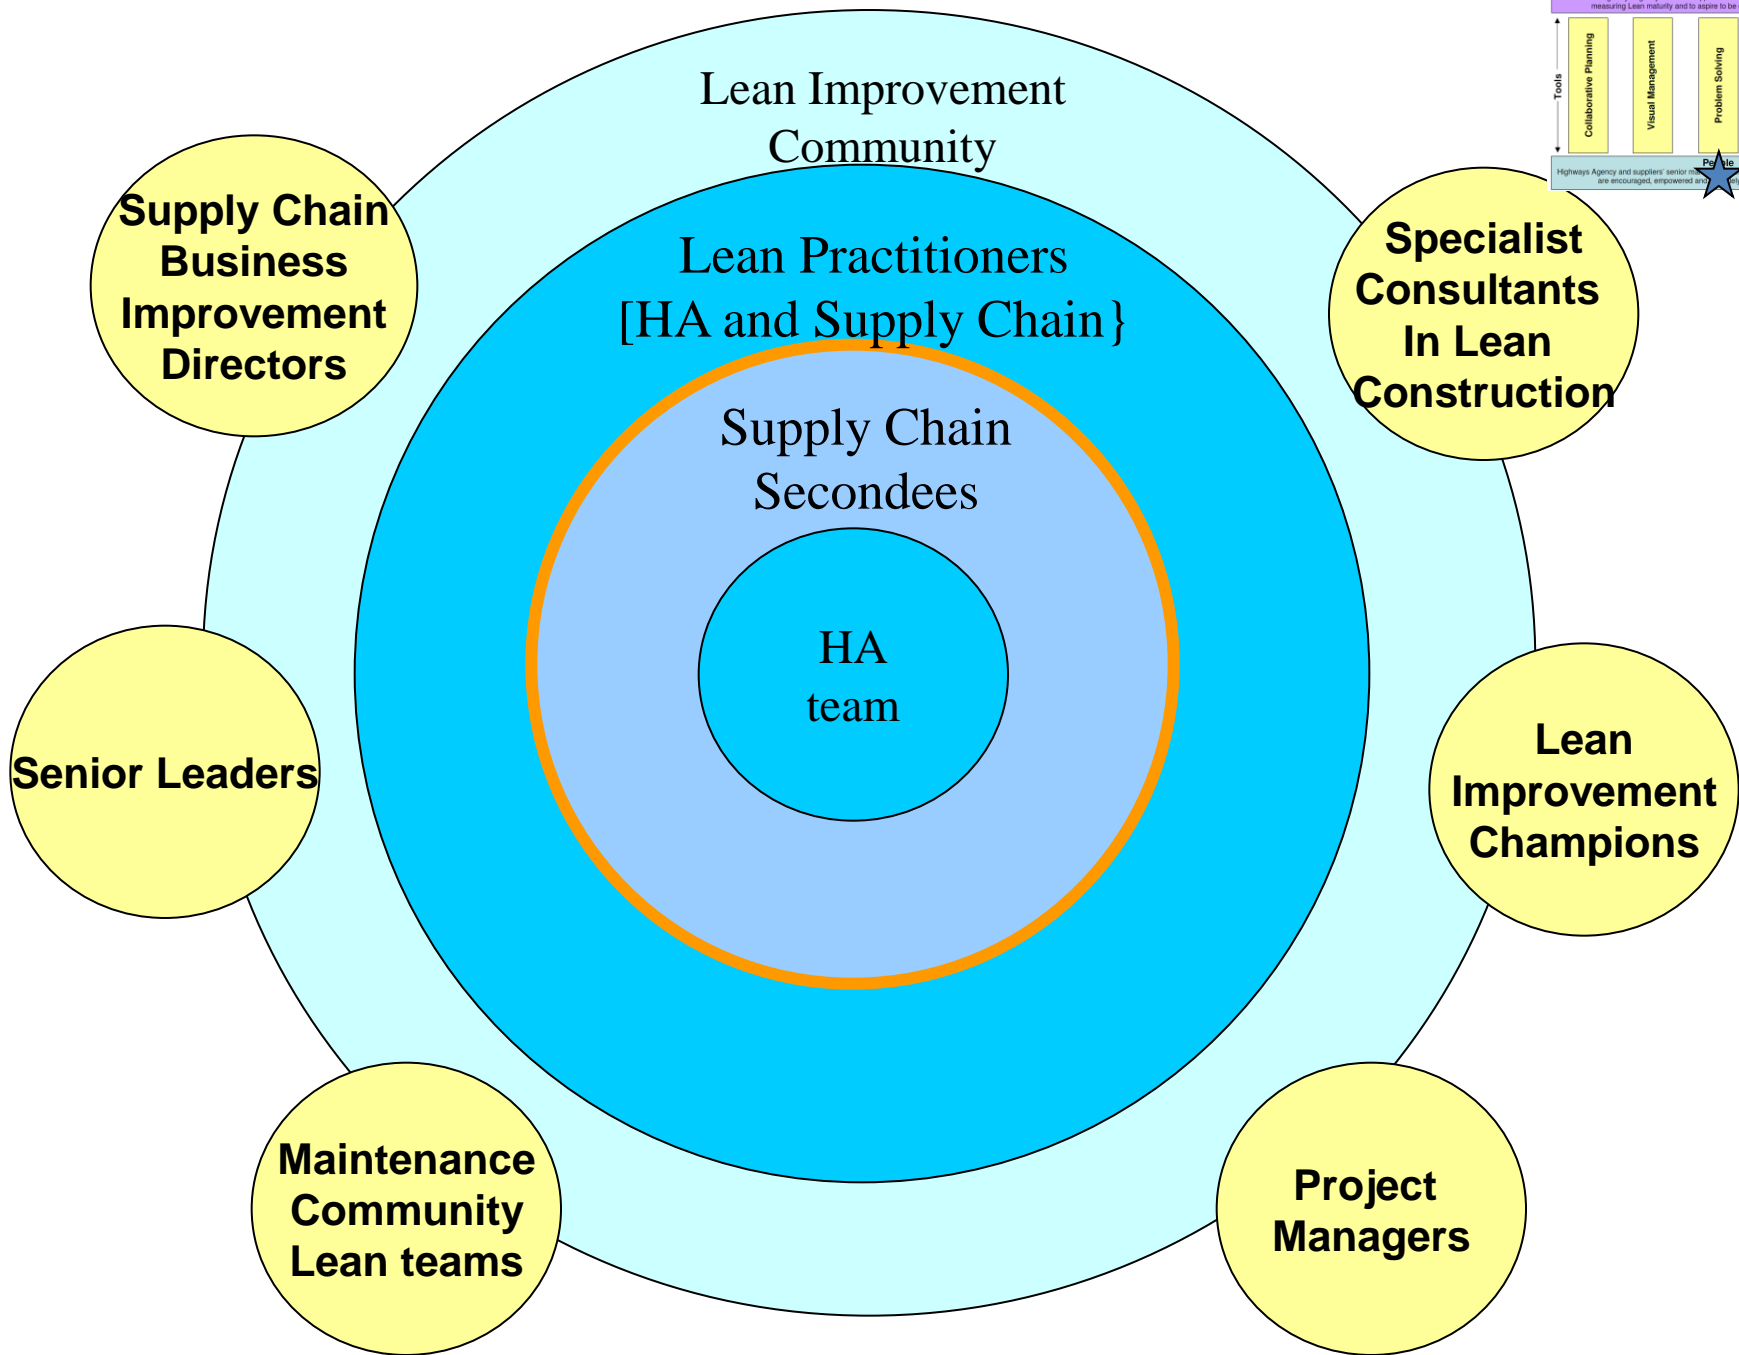 measuring Lean maturity and to aspire to be
Tools
Collaborative Planning
Visual Management
Problem Solving
Highways Agency and suppliers' senior
are encouraged, empowered and
Lean Improvement
Community
Lean Practitioners
[HA and Supply Chain}
Supply Chain
Secondees
HA
team
Supply Chain
Business
Improvement
Directors
Specialist
Consultants
In Lean
Construction
Senior Leaders
Lean
Improvement
Champions
Maintenance
Community
Lean teams
Project
Managers